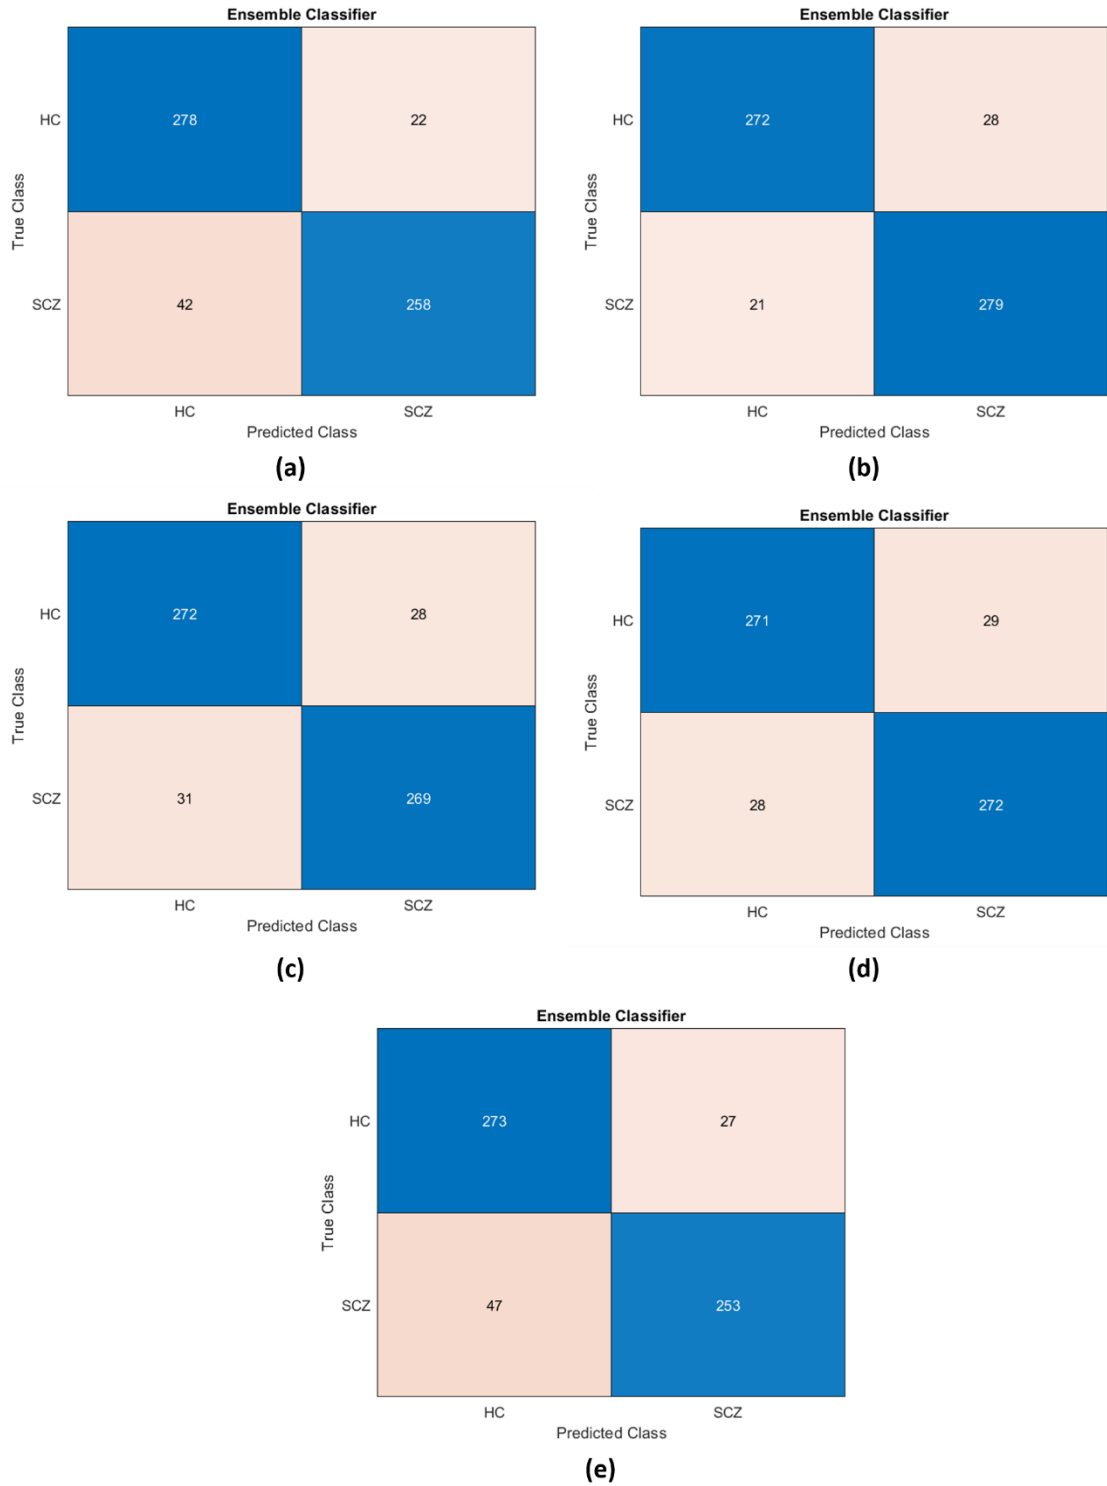 Ensemble Classifier
HC 278 22
True Class
SCZ 42 258
HC SCZ
Predicted Class
(a)
Ensemble Classifier
HC 272 28
True Class
SCZ 21 279
HC SCZ
Predicted Class
(b)
Ensemble Classifier
HC 272 28
True Class
SCZ 31 269
HC SCZ
Predicted Class
(c)
Ensemble Classifier
HC 271 29
True Class
SCZ 28 272
HC SCZ
Predicted Class
(d)
Ensemble Classifier
HC 273 27
True Class
SCZ 47 253
HC SCZ
Predicted Class
(e)